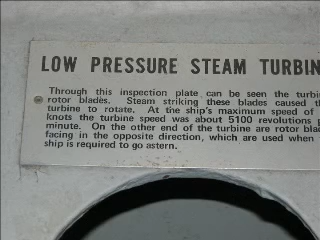 LOW PRESSURE STEAM TURBIN
Through this inspection plate can be seen the turbin
rotor blades. Steam striking these blades caused th
turbine to rotate. At the ship's maximum speed of
knots the turbine speed was about 5100 revolutions p
minute. On the other end of the turbine are rotor blad
facing in the opposite direction, which are used when
ship is required to go astern.